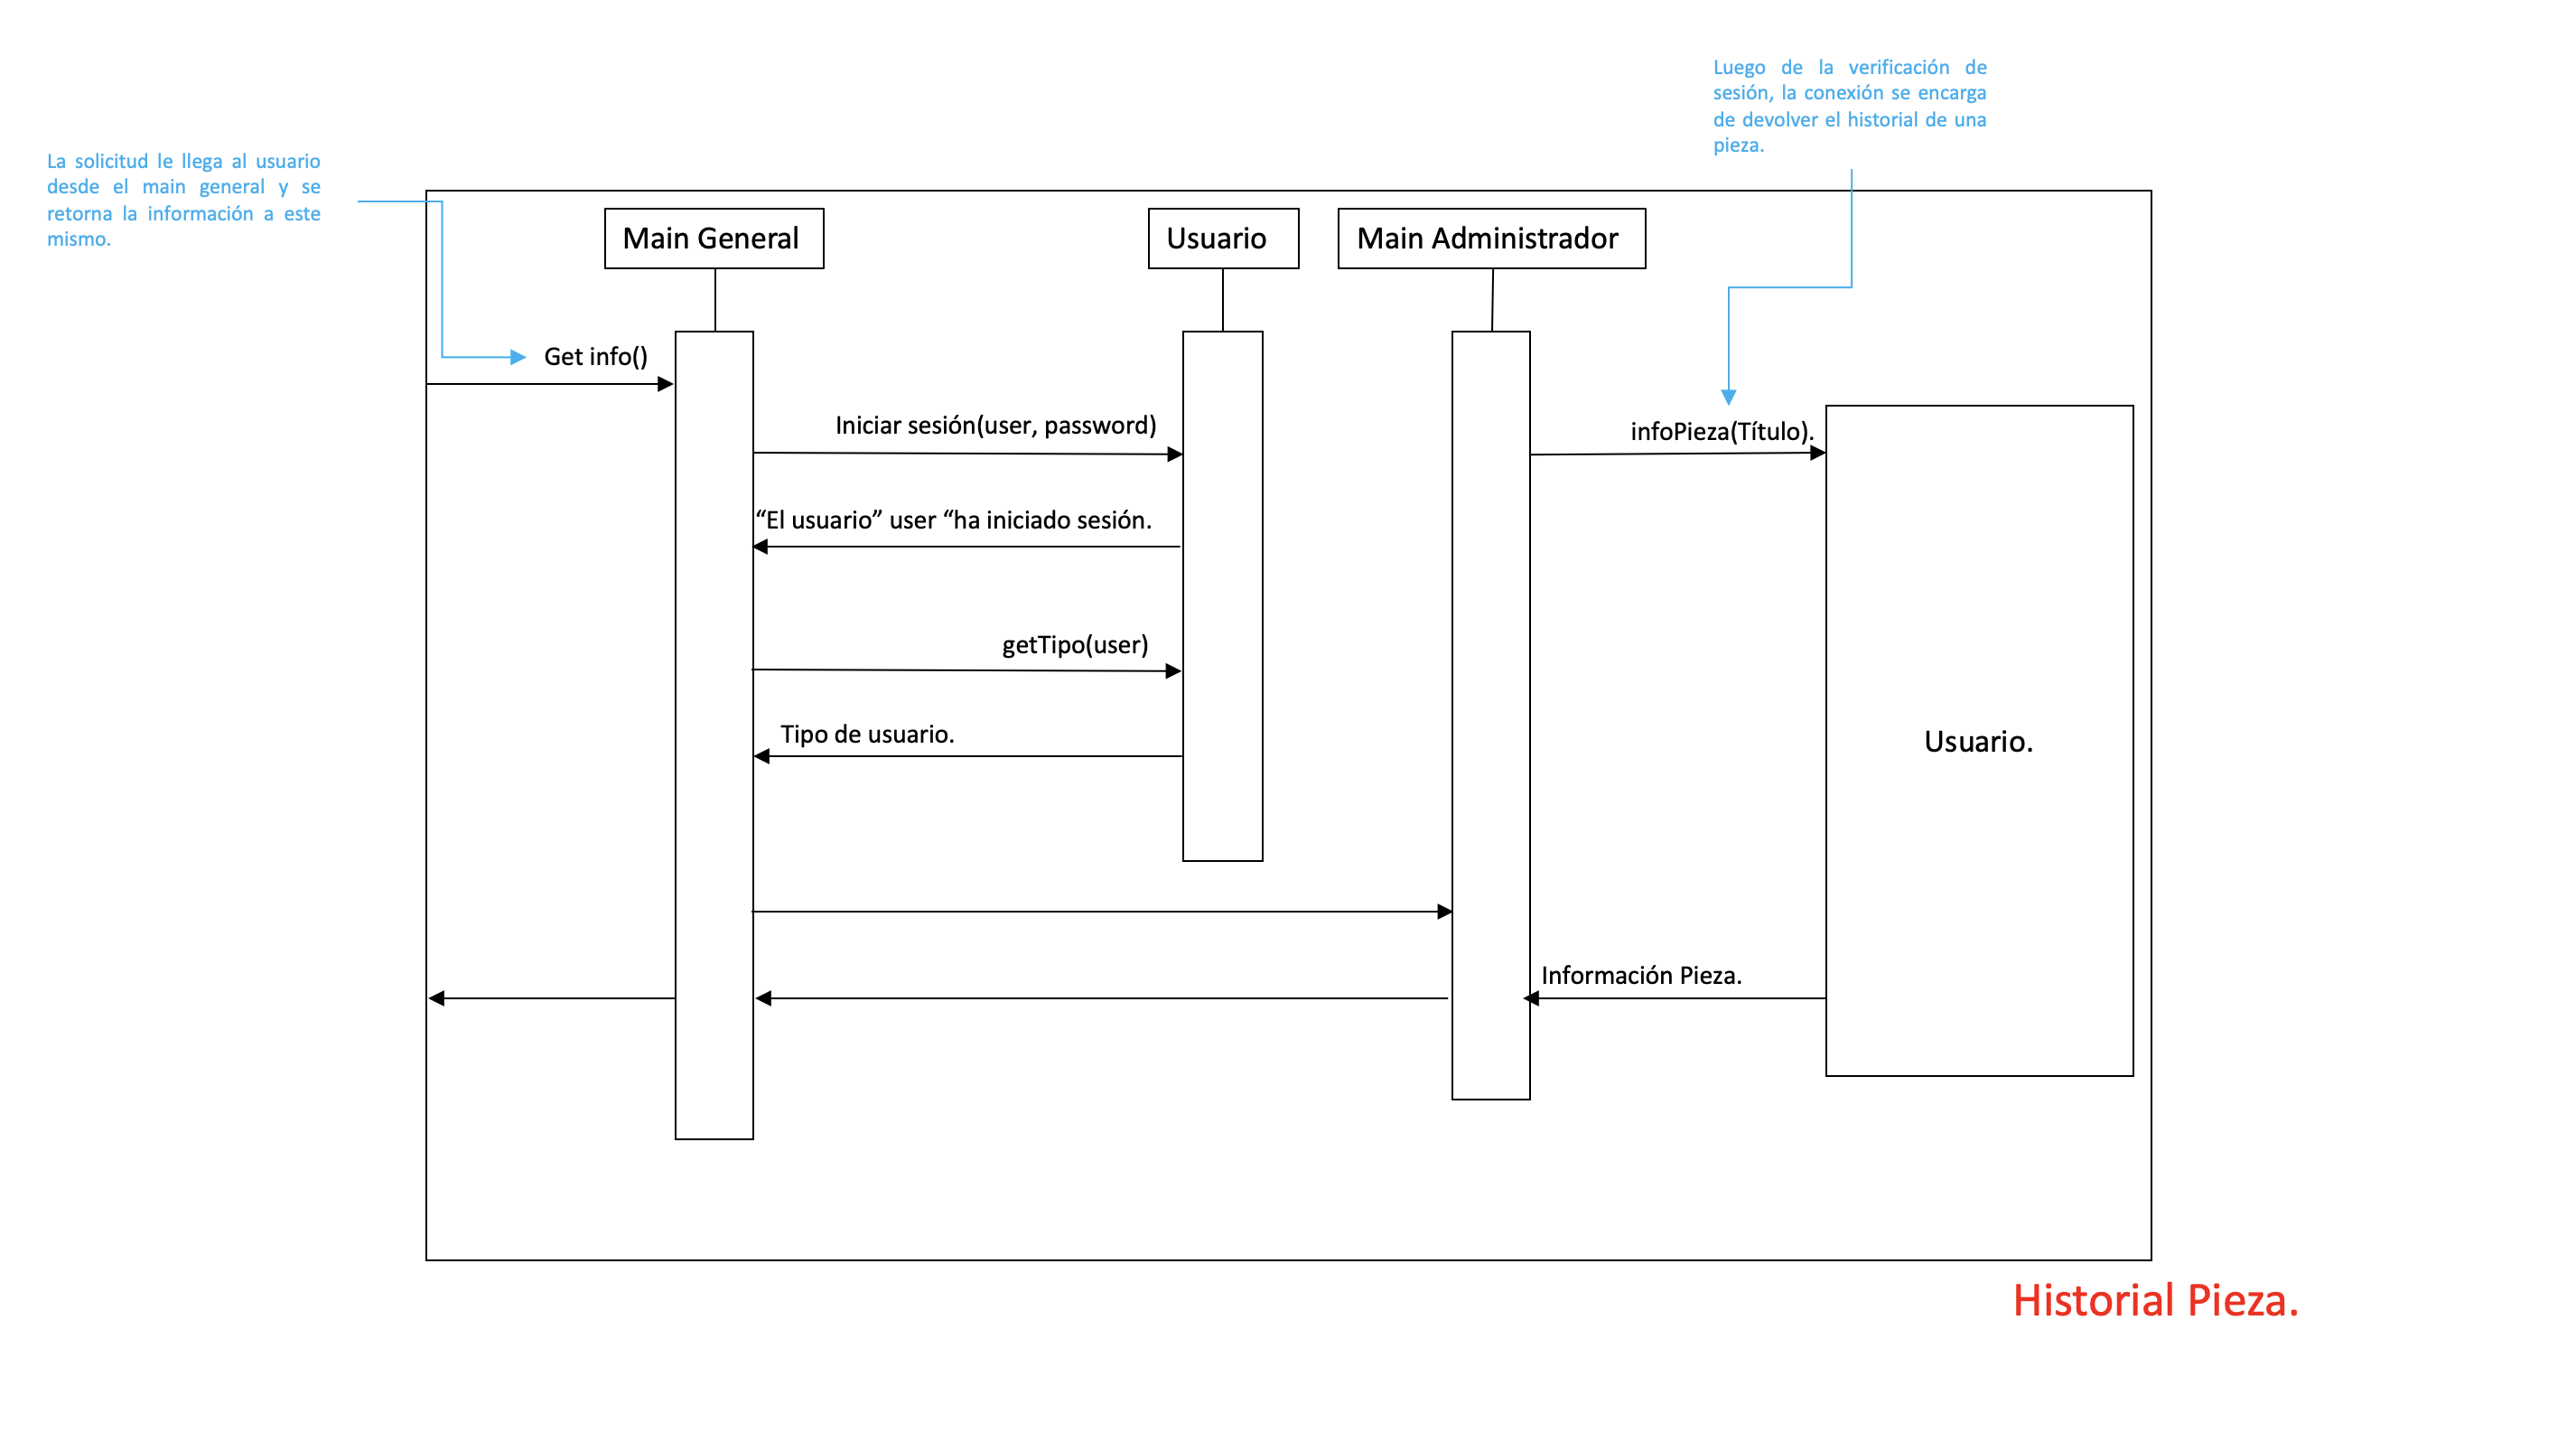 Luego de la verificación de
sesión, la conexión se encarga
de devolver el historial de una
pieza.
La solicitud le llega al usuario
desde el main general y se
retorna la información a este
mismo.
Main General
Usuario
Main Administrador
Get info()
Iniciar sesión(user, password)
infoPieza(Título).
“El usuario” user “ha iniciado sesión.
getTipo(user)
Tipo de usuario.
Usuario.
Información Pieza.
Historial Pieza.